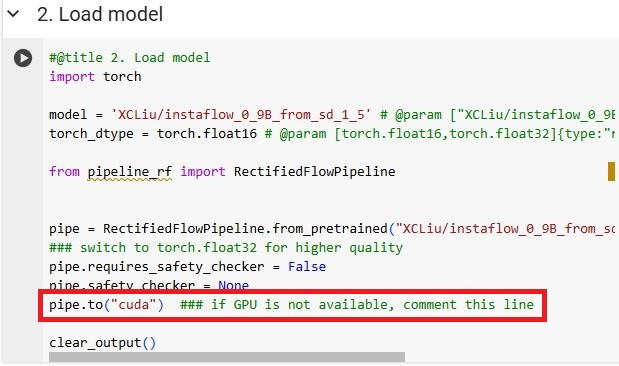 2. Load model
#@title 2. Load model
import torch
model = 'XCLiu/instaflow_0_9B_from_sd_1_5' # @param ["XCLiu/instaflow_0_9B
torch_dtype = torch.float16 # @param [torch.float16,torch.float32]{type:"r
from pipeline_rf import RectifiedFlowPipeline
pipe = RectifiedFlowPipeline.from_pretrained("XCLiu/instaflow_0_9B_from_sd
### switch to torch.float32 for higher quality
pipe.requires_safety_checker = False
pipe.safety_checker = None
pipe.to("cuda") ### if GPU is not available, comment this line
clear_output()